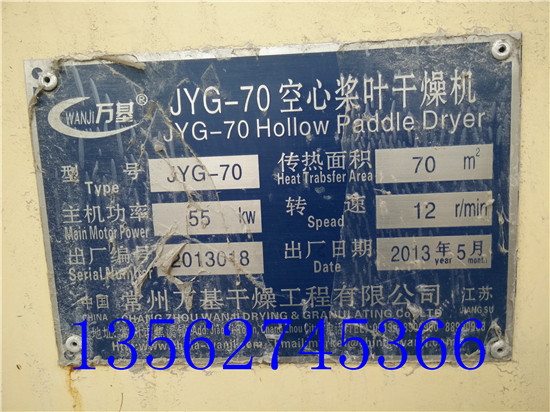 WANJI 万基®
JYG-70 空心桨叶干燥机
JYG-70 Hollow Paddle Dryer
型 号 JYG-70 传热面积 70 m²
Type Heat Trabsfer Area
主机功率 55 kw 转 速 12 r/min
Main Motor Power Spead
出厂编号 2013018 出厂日期 2013年5月
Serial Number Date year month
中国 常州万基干燥工程有限公司 江苏
CHINA CHANG ZHOU WANJI DRYING & GRANULATING CO., LTD JIANG SU
13562745366